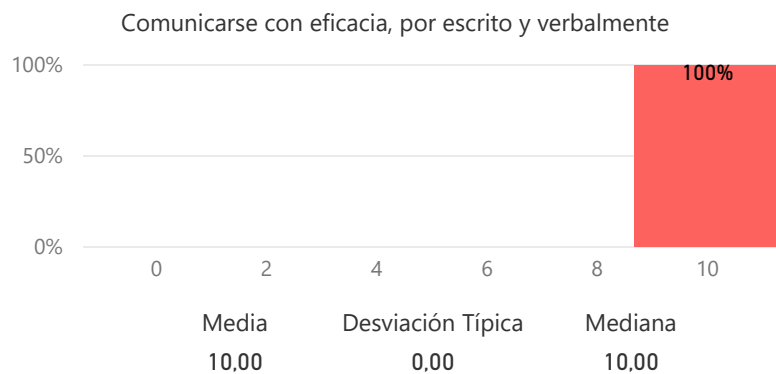 Comunicarse con eficacia, por escrito y verbalmente
100%
100%
50%
0%
0 2 4 6 8 10
Media Desviación Típica Mediana
10,00 0,00 10,00